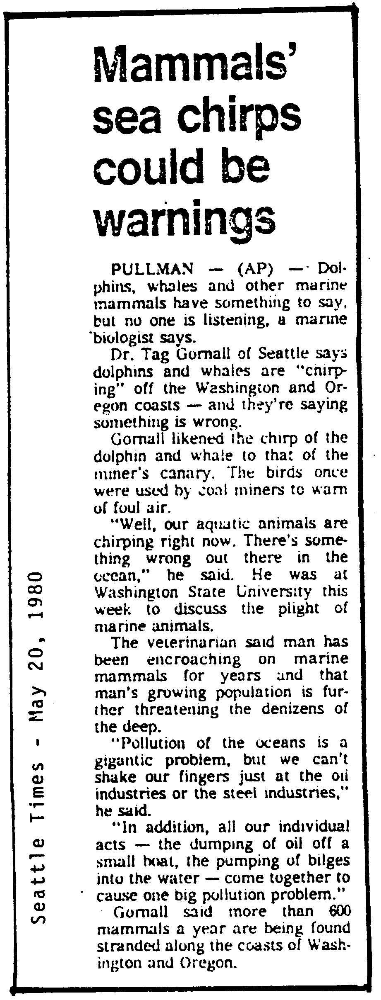 Mammals'
sea chirps
could be
warnings
PULLMAN — (AP) — Dol-
phins, whales and other marine
mammals have something to say,
but no one is listening, a marine
biologist says.
Dr. Tag Gornall of Seattle says
dolphins and whales are "chirp-
ing" off the Washington and Or-
egon coasts — and they're saying
something is wrong.
Gornall likened the chirp of the
dolphin and whale to that of the
miner's canary. The birds once
were used by coal miners to warn
of foul air.
"Well, our aquatic animals are
chirping right now. There's some-
thing wrong out there in the
ocean," he said. He was at
Washington State University this
week to discuss the plight of
marine animals.
The veterinarian said man has
been encroaching on marine
mammals for years and that
man's growing population is fur-
ther threatening the denizens of
the deep.
"Pollution of the oceans is a
gigantic problem, but we can't
shake our fingers just at the oil
industries or the steel industries,"
he said.
"In addition, all our individual
acts — the dumping of oil off a
small boat, the pumping of bilges
into the water — come together to
cause one big pollution problem."
Gornall said more than 600
mammals a year are being found
stranded along the coasts of Wash-
ington and Oregon.
Seattle Times - May 20, 1980